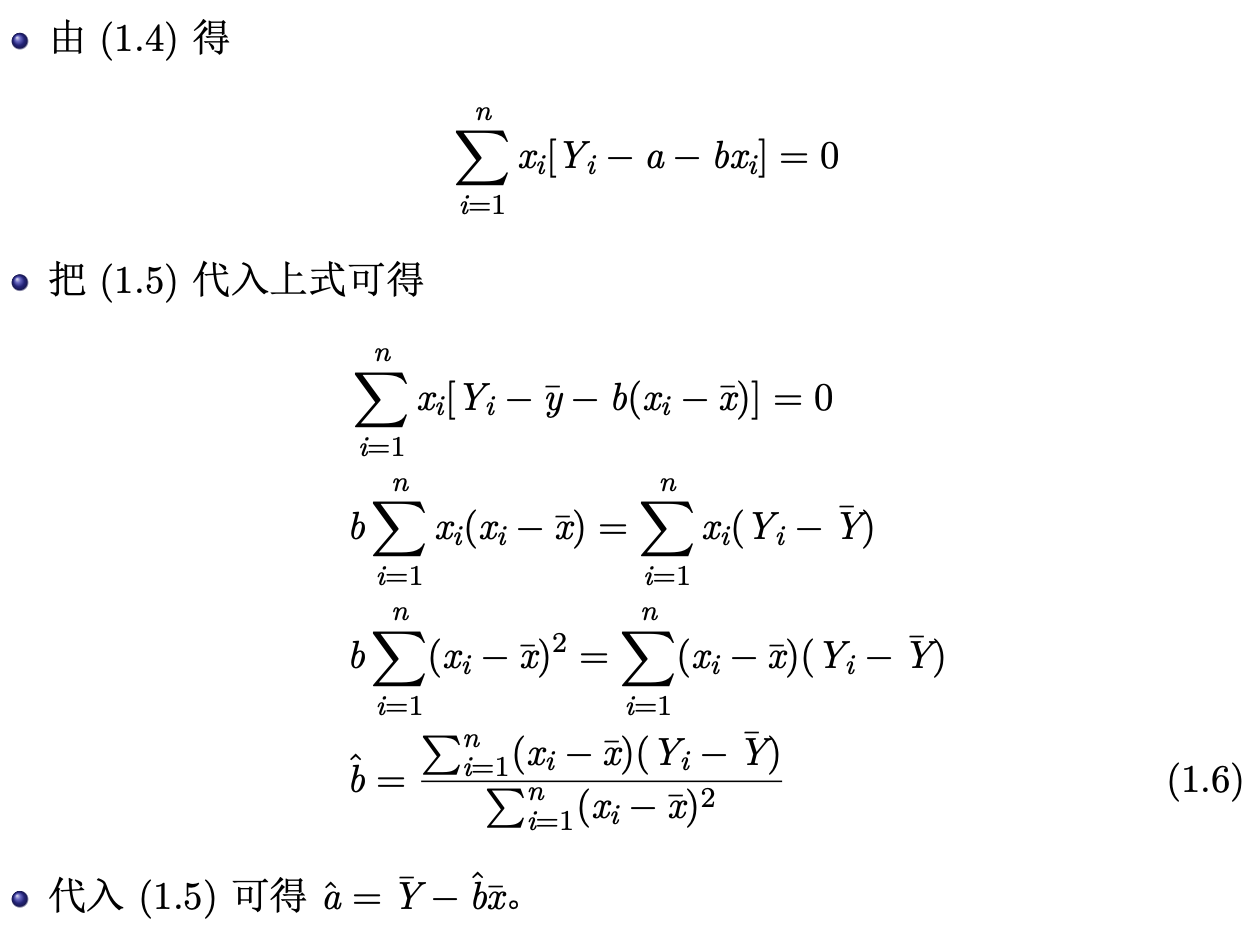 • 由 (1.4) 得
$\sum_{i=1}^{n} x_i[Y_i - a - bx_i] = 0$
• 把 (1.5) 代入上式可得
$\sum_{i=1}^{n} x_i[Y_i - \bar{y} - b(x_i - \bar{x})] = 0$
$b\sum_{i=1}^{n} x_i(x_i - \bar{x}) = \sum_{i=1}^{n} x_i(Y_i - \bar{Y})$
$b\sum_{i=1}^{n} (x_i - \bar{x})^2 = \sum_{i=1}^{n} (x_i - \bar{x})(Y_i - \bar{Y})$
$\hat{b} = \frac{\sum_{i=1}^{n}(x_i - \bar{x})(Y_i - \bar{Y})}{\sum_{i=1}^{n}(x_i - \bar{x})^2}$ (1.6)
• 代入 (1.5) 可得 $\hat{a} = \bar{Y} - \hat{b}\bar{x}$。